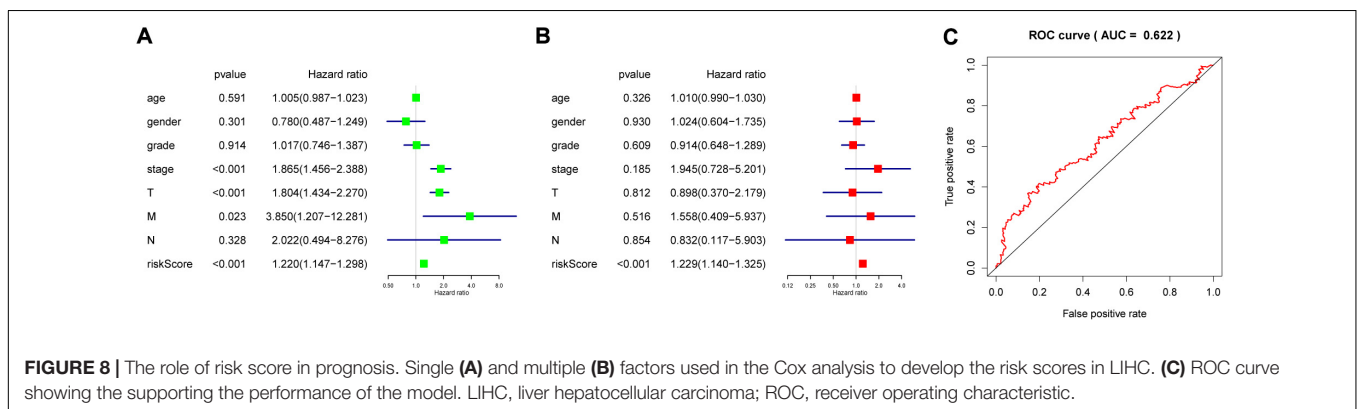 A
pvalue Hazard ratio
age 0.591 1.005(0.987−1.023)
gender 0.301 0.780(0.487−1.249)
grade 0.914 1.017(0.746−1.387)
stage <0.001 1.865(1.456−2.388)
T <0.001 1.804(1.434−2.270)
M 0.023 3.850(1.207−12.281)
N 0.328 2.022(0.494−8.276)
riskScore <0.001 1.220(1.147−1.298)
0.50 1.0 2.0 4.0 8.0
Hazard ratio
B
pvalue Hazard ratio
age 0.326 1.010(0.990−1.030)
gender 0.930 1.024(0.604−1.735)
grade 0.609 0.914(0.648−1.289)
stage 0.185 1.945(0.728−5.201)
T 0.812 0.898(0.370−2.179)
M 0.516 1.558(0.409−5.937)
N 0.854 0.832(0.117−5.903)
riskScore <0.001 1.229(1.140−1.325)
0.12 0.25 0.50 1.0 2.0 4.0
Hazard ratio
C
ROC curve ( AUC = 0.622 )
True positive rate
1.0
0.8
0.6
0.4
0.2
0.0
0.0 0.2 0.4 0.6 0.8 1.0
False positive rate
FIGURE 8 | The role of risk score in prognosis. Single (A) and multiple (B) factors used in the Cox analysis to develop the risk scores in LIHC. (C) ROC curve
showing the supporting the performance of the model. LIHC, liver hepatocellular carcinoma; ROC, receiver operating characteristic.